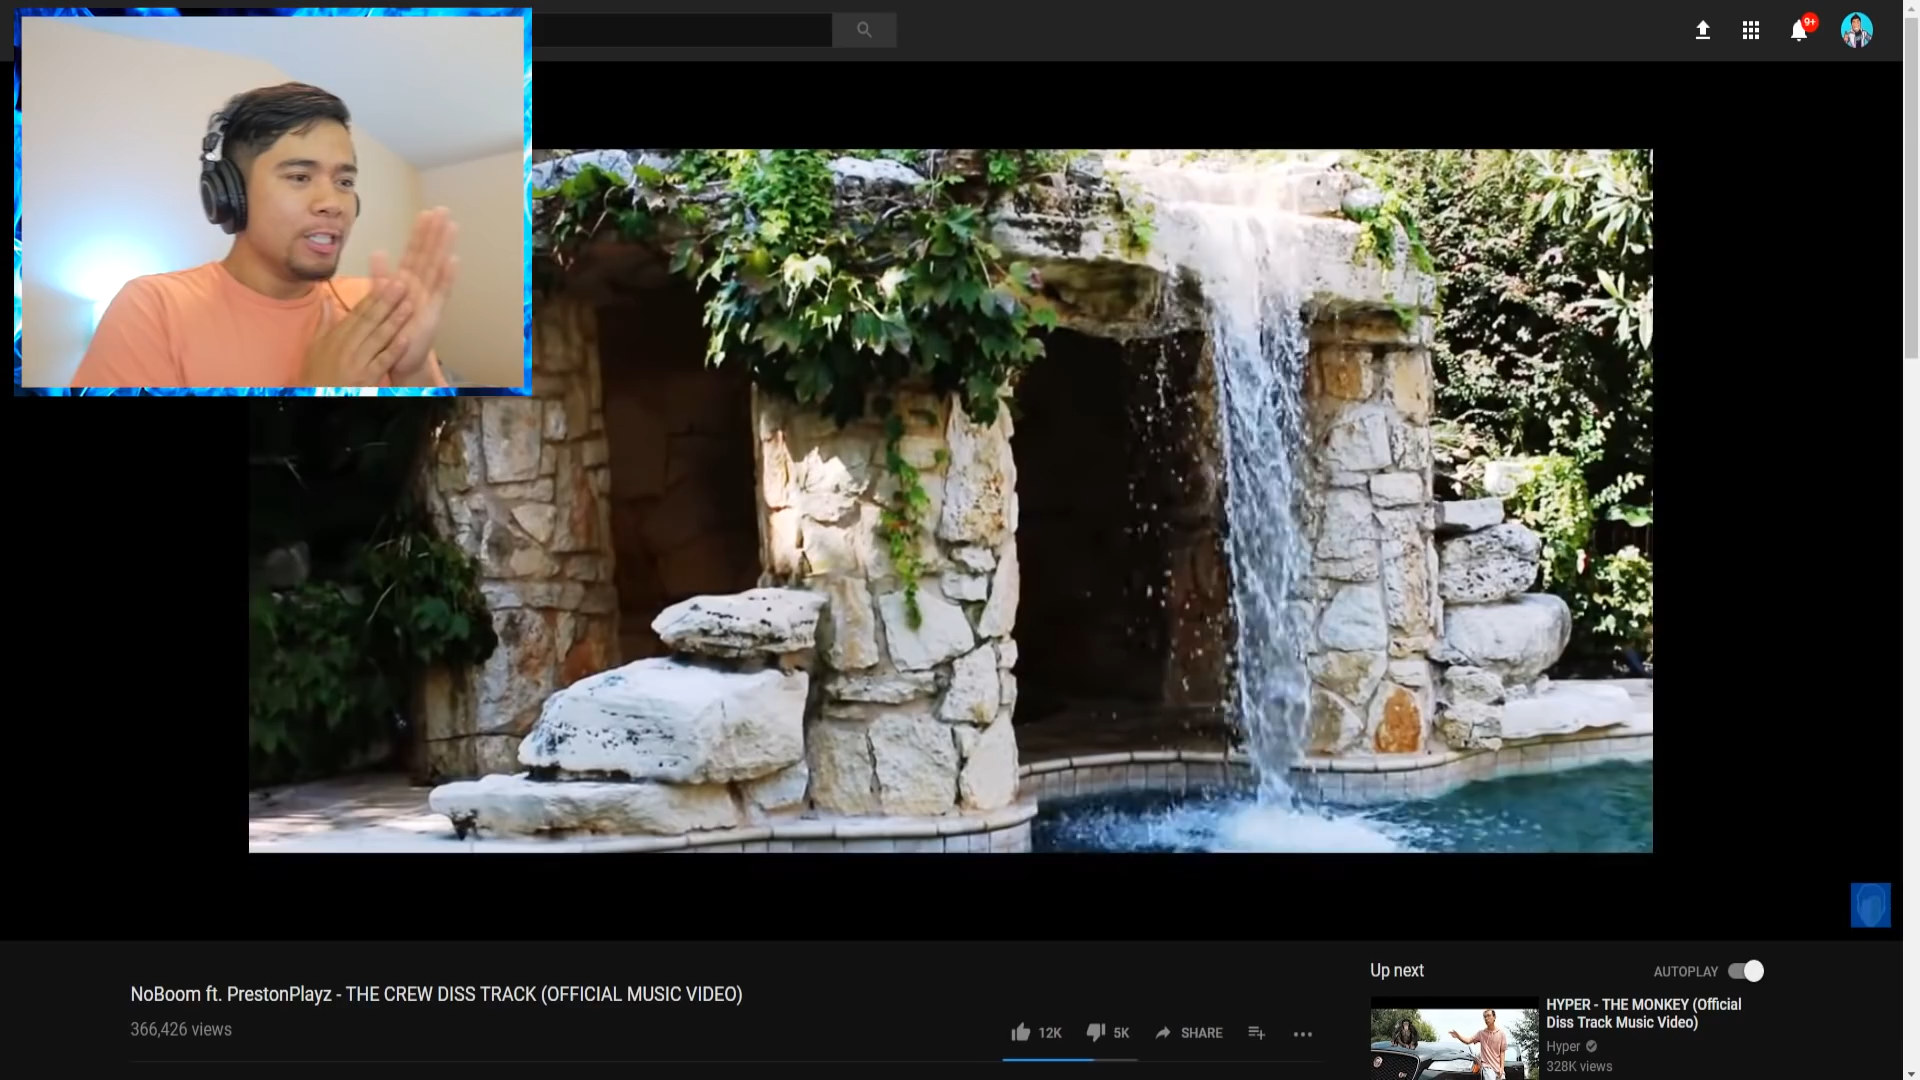 9+
NoBoom ft. PrestonPlayz - THE CREW DISS TRACK (OFFICIAL MUSIC VIDEO)
366,426 views
12K
5K
SHARE
Up next
AUTOPLAY
HYPER - THE MONKEY (Official
Diss Track Music Video)
Hyper
328K views